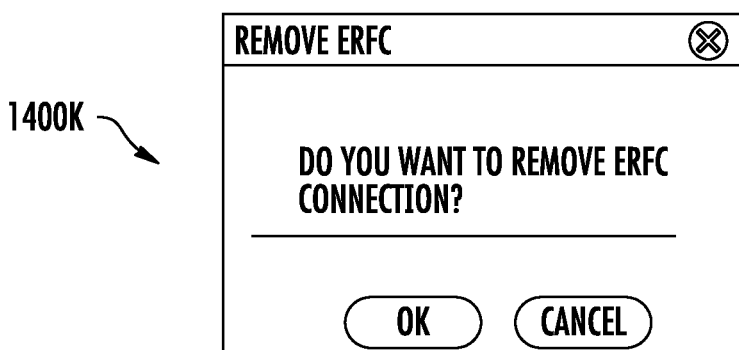 REMOVE ERFC
1400K
DO YOU WANT TO REMOVE ERFC
CONNECTION?
OK CANCEL